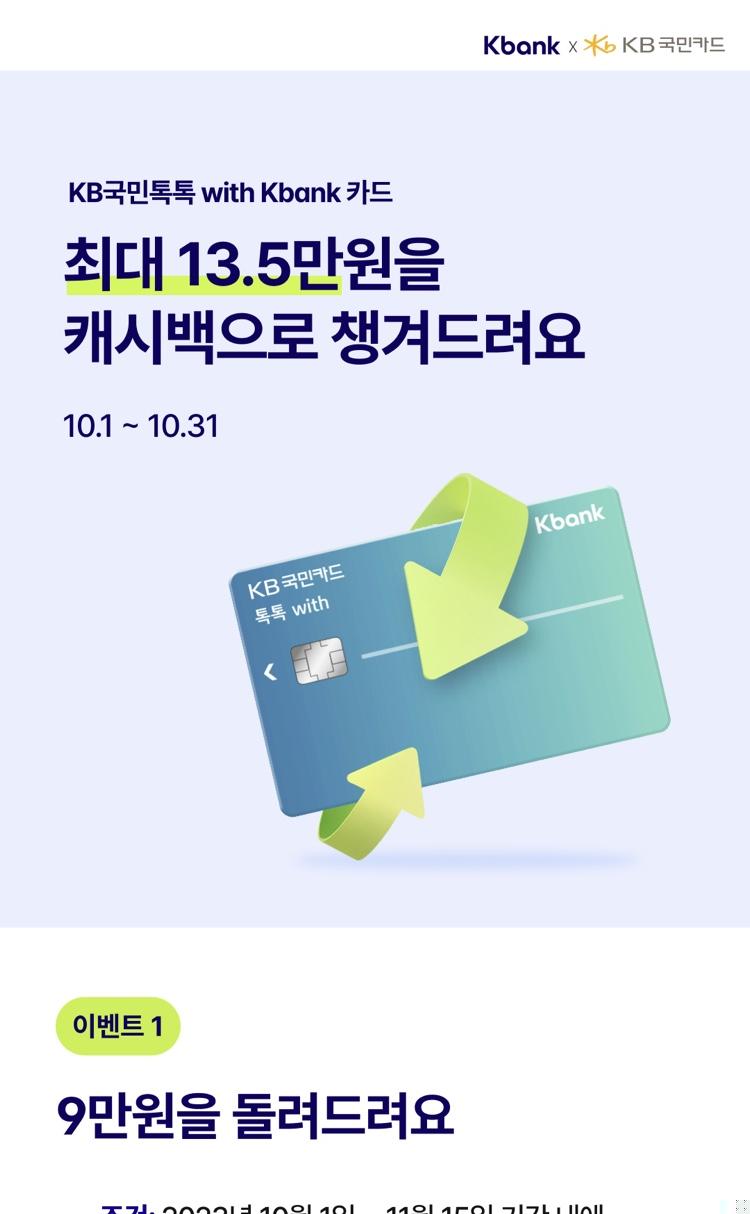 Kbank x KB국민카드
KB국민톡톡 with Kbank 카드
최대 13.5만원을
캐시백으로 챙겨드려요
10.1 ~ 10.31
Kbank
KB국민카드
톡톡 with
이벤트 1
9만원을 돌려드려요